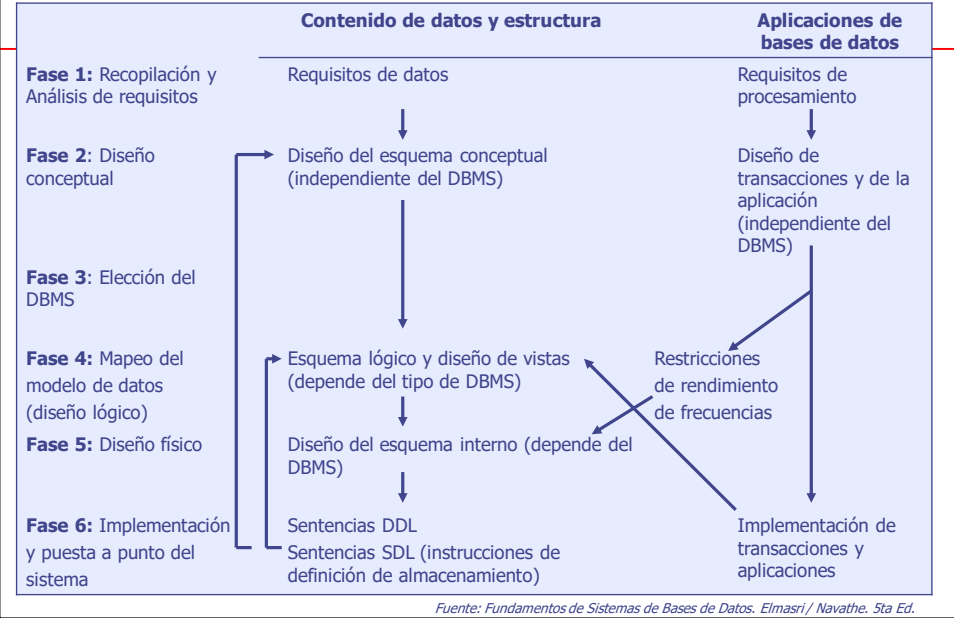 Contenido de datos y estructura
Aplicaciones de
bases de datos
Fase 1: Recopilación y
Análisis de requisitos
Requisitos de datos
Requisitos de
procesamiento
Fase 2: Diseño
conceptual
Diseño del esquema conceptual
(independiente del DBMS)
Diseño de
transacciones y de la
aplicación
(independiente del
DBMS)
Fase 3: Elección del
DBMS
Fase 4: Mapeo del
modelo de datos
(diseño lógico)
Esquema lógico y diseño de vistas
(depende del tipo de DBMS)
Restricciones
de rendimiento
de frecuencias
Fase 5: Diseño físico
Diseño del esquema interno (depende del
DBMS)
Fase 6: Implementación
y puesta a punto del
sistema
Sentencias DDL
Sentencias SDL (instrucciones de
definición de almacenamiento)
Implementación de
transacciones y
aplicaciones
Fuente: Fundamentos de Sistemas de Bases de Datos. Elmasri / Navathe. 5ta Ed.